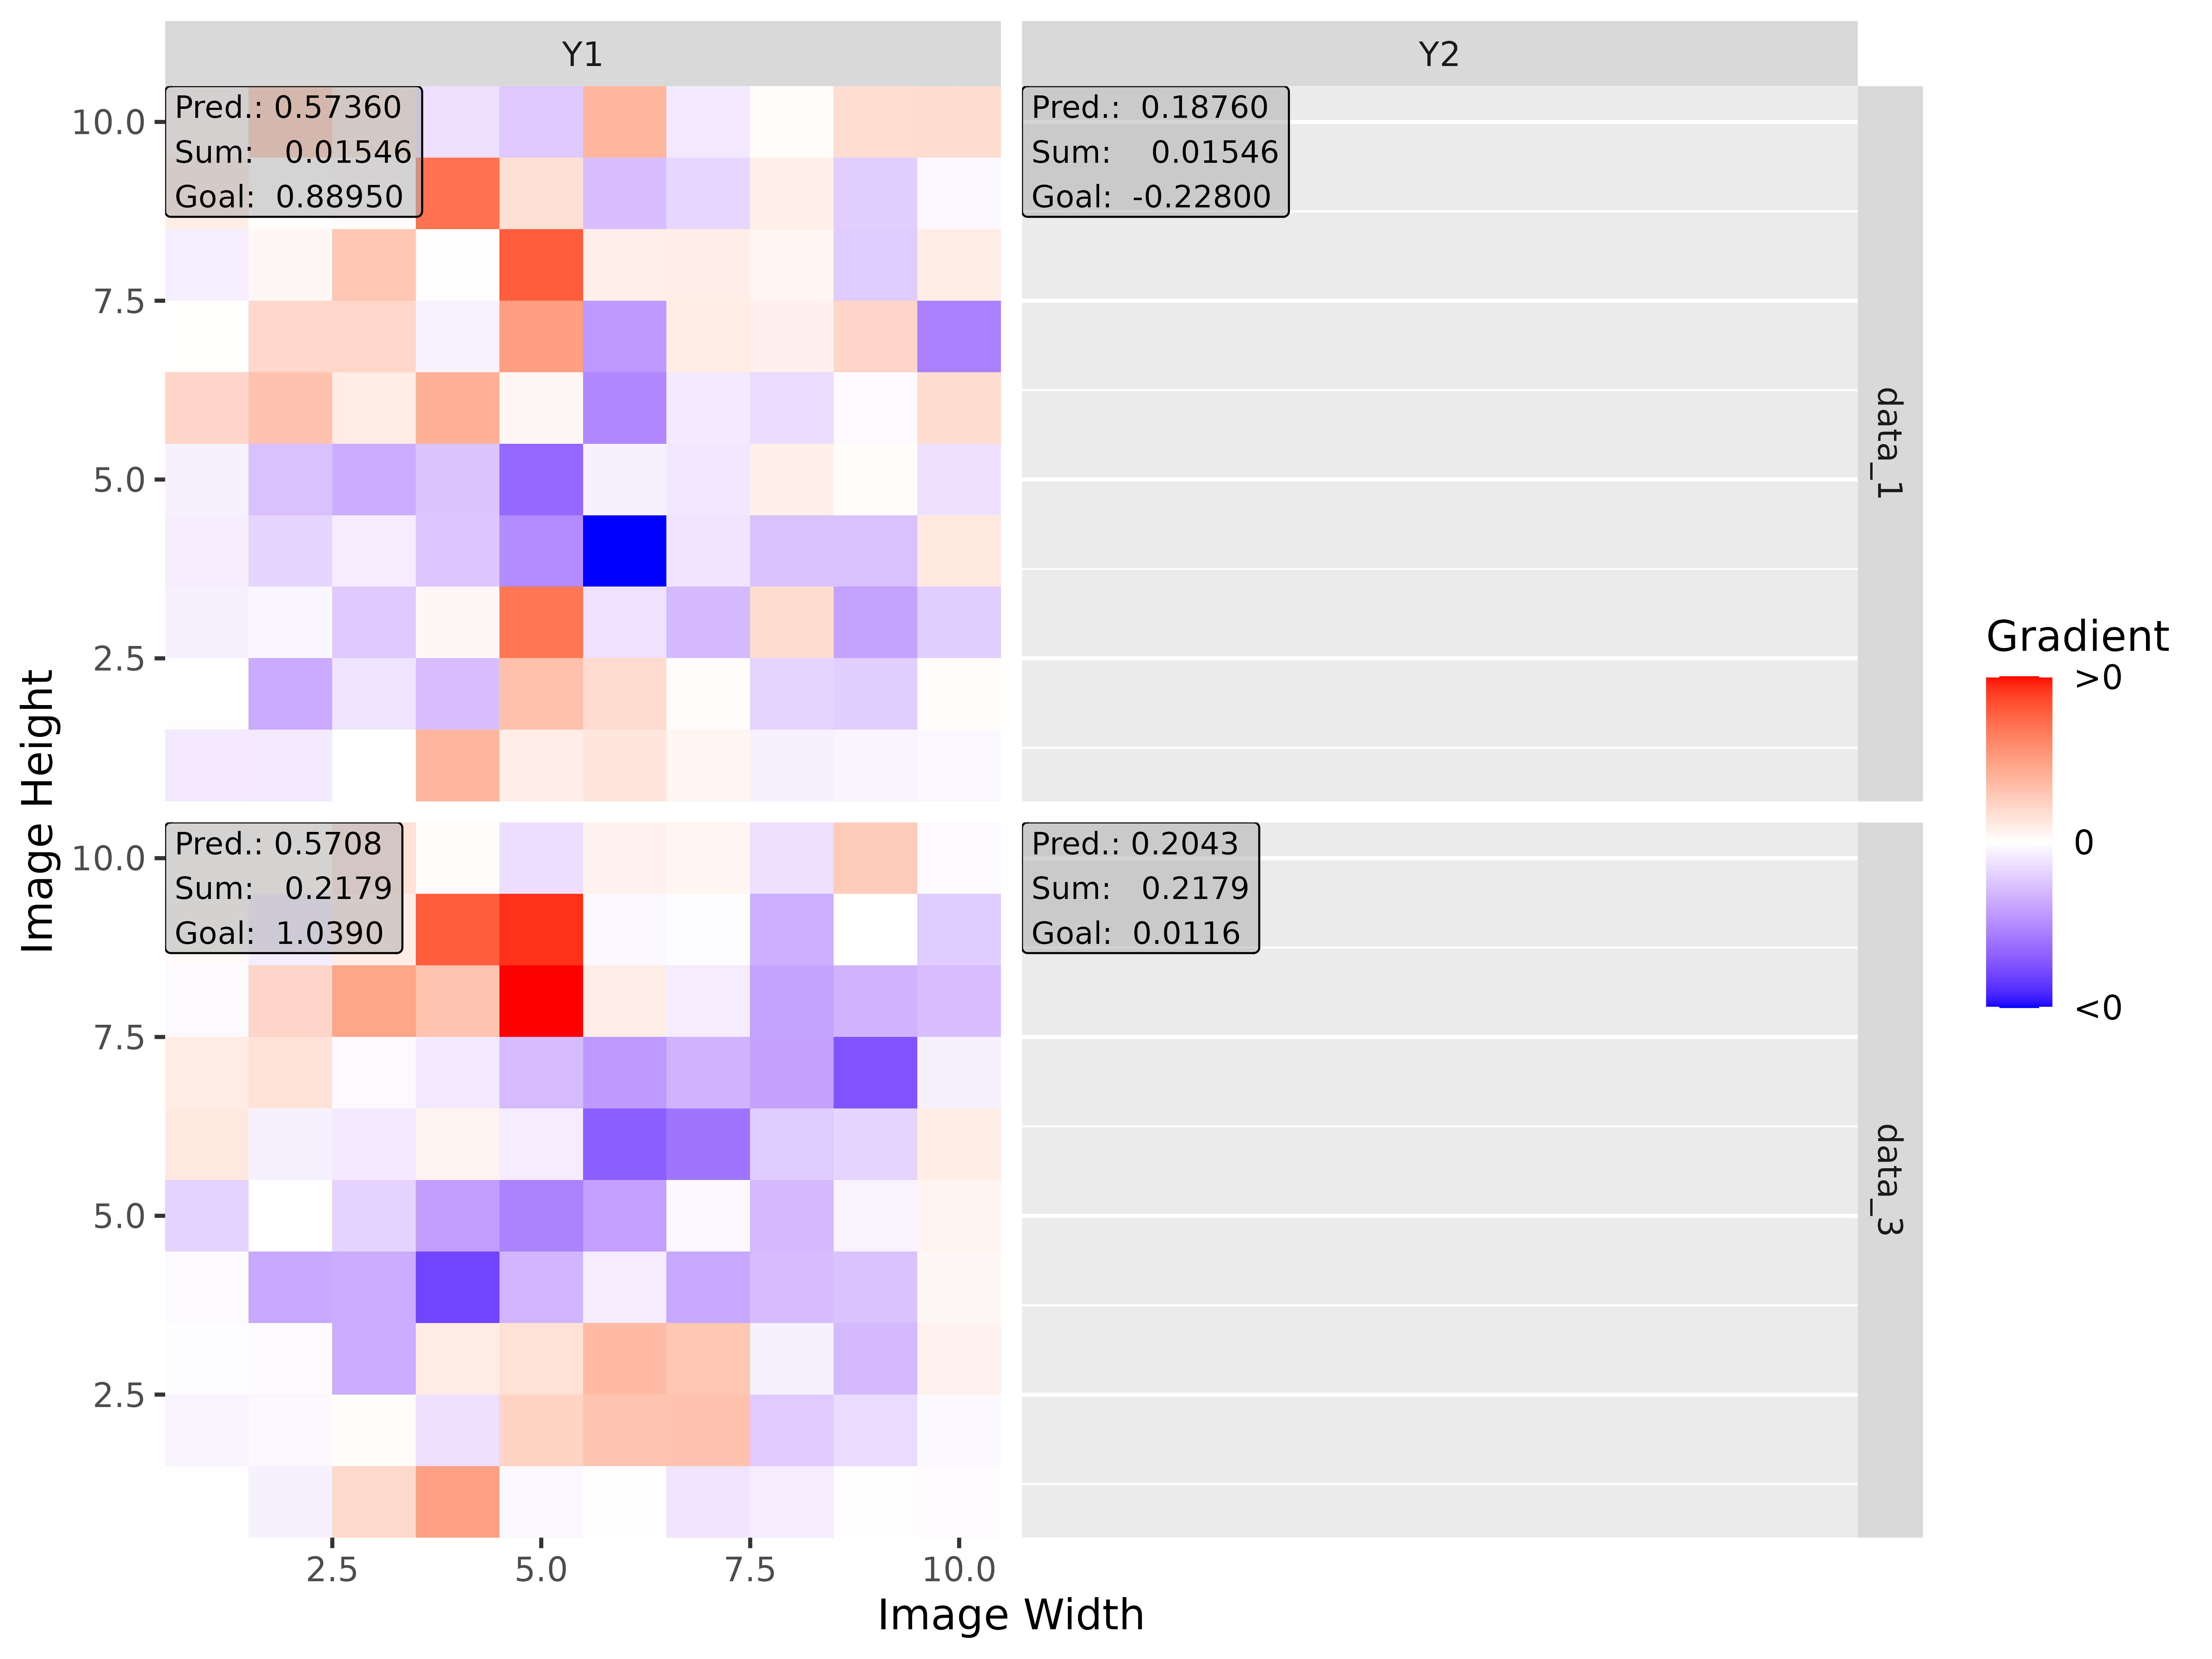 Y1
Y2
Pred.: 0.57360
Sum: 0.01546
Goal: 0.88950
Pred.: 0.18760
Sum: 0.01546
Goal: -0.22800
10.0
7.5
5.0
2.5
data_1
Pred.: 0.5708
Sum: 0.2179
Goal: 1.0390
Pred.: 0.2043
Sum: 0.2179
Goal: 0.0116
10.0
7.5
5.0
2.5
data_3
Image Height
2.5 5.0 7.5 10.0
Image Width
Gradient
>0
0
<0